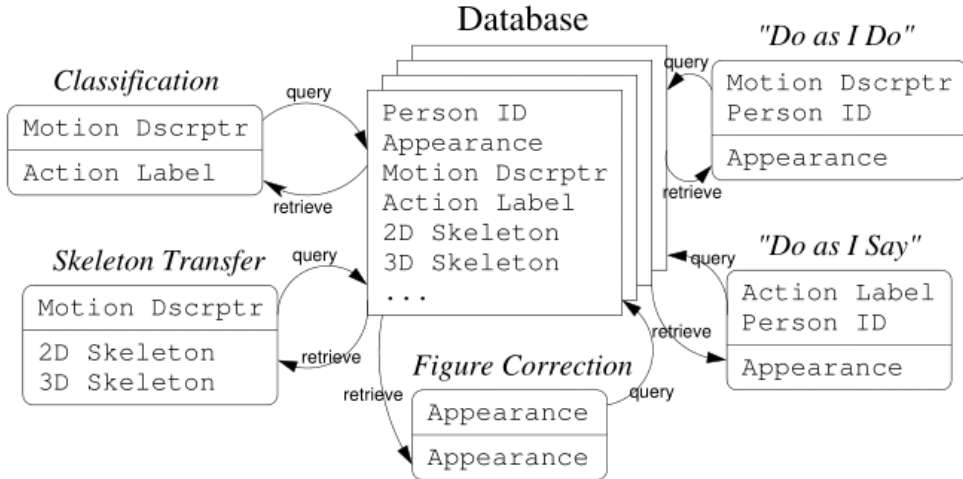 Database
Classification
query
Motion Dscrptr
Action Label
retrieve
Skeleton Transfer
query
Motion Dscrptr
2D Skeleton
3D Skeleton
retrieve
Person ID
Appearance
Motion Dscrptr
Action Label
2D Skeleton
3D Skeleton
...
Figure Correction
retrieve
query
Appearance
Appearance
"Do as I Do"
query
Motion Dscrptr
Person ID
Appearance
retrieve
"Do as I Say"
query
Action Label
Person ID
retrieve
Appearance